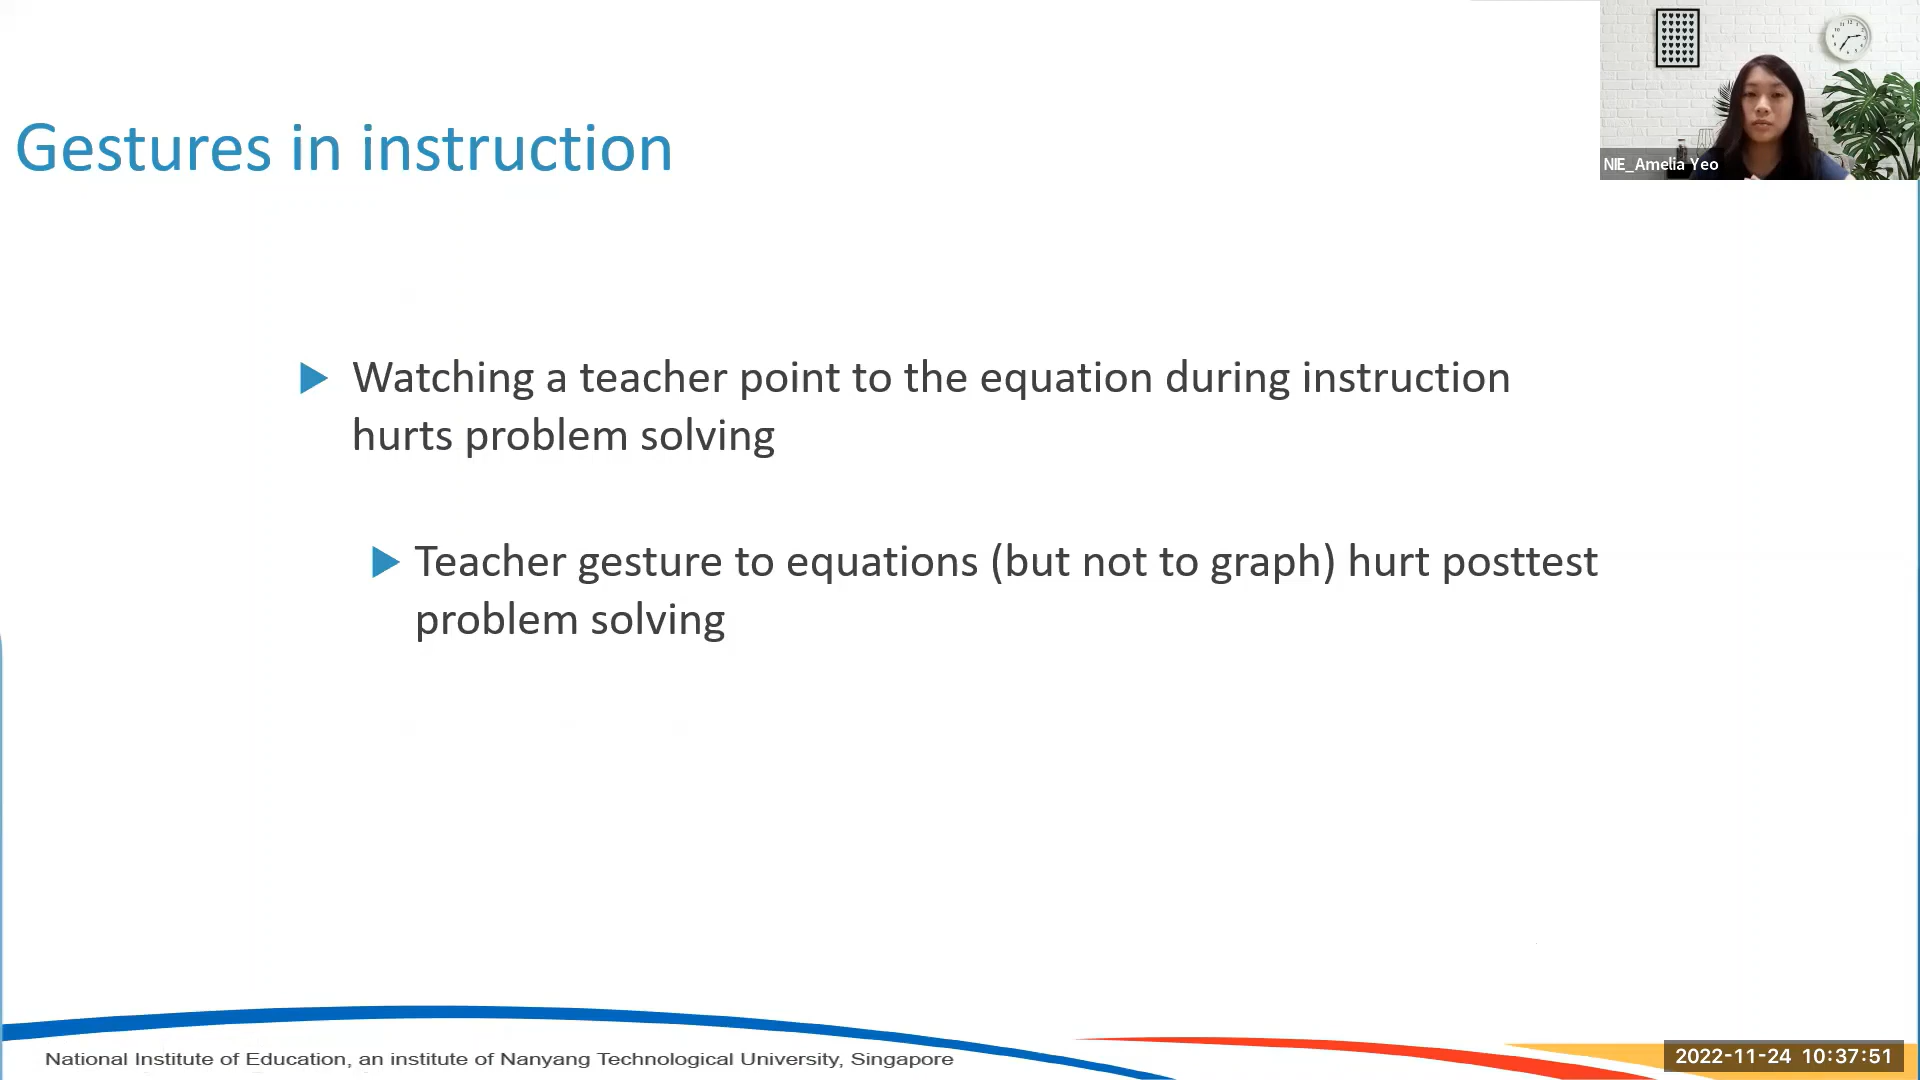 Gestures in instruction
NIE_Amelia Yeo
Watching a teacher point to the equation during instruction
hurts problem solving
Teacher gesture to equations (but not to graph) hurt posttest
problem solving
National Institute of Education, an institute of Nanyang Technological University, Singapore
2022-11-24 10:37:51